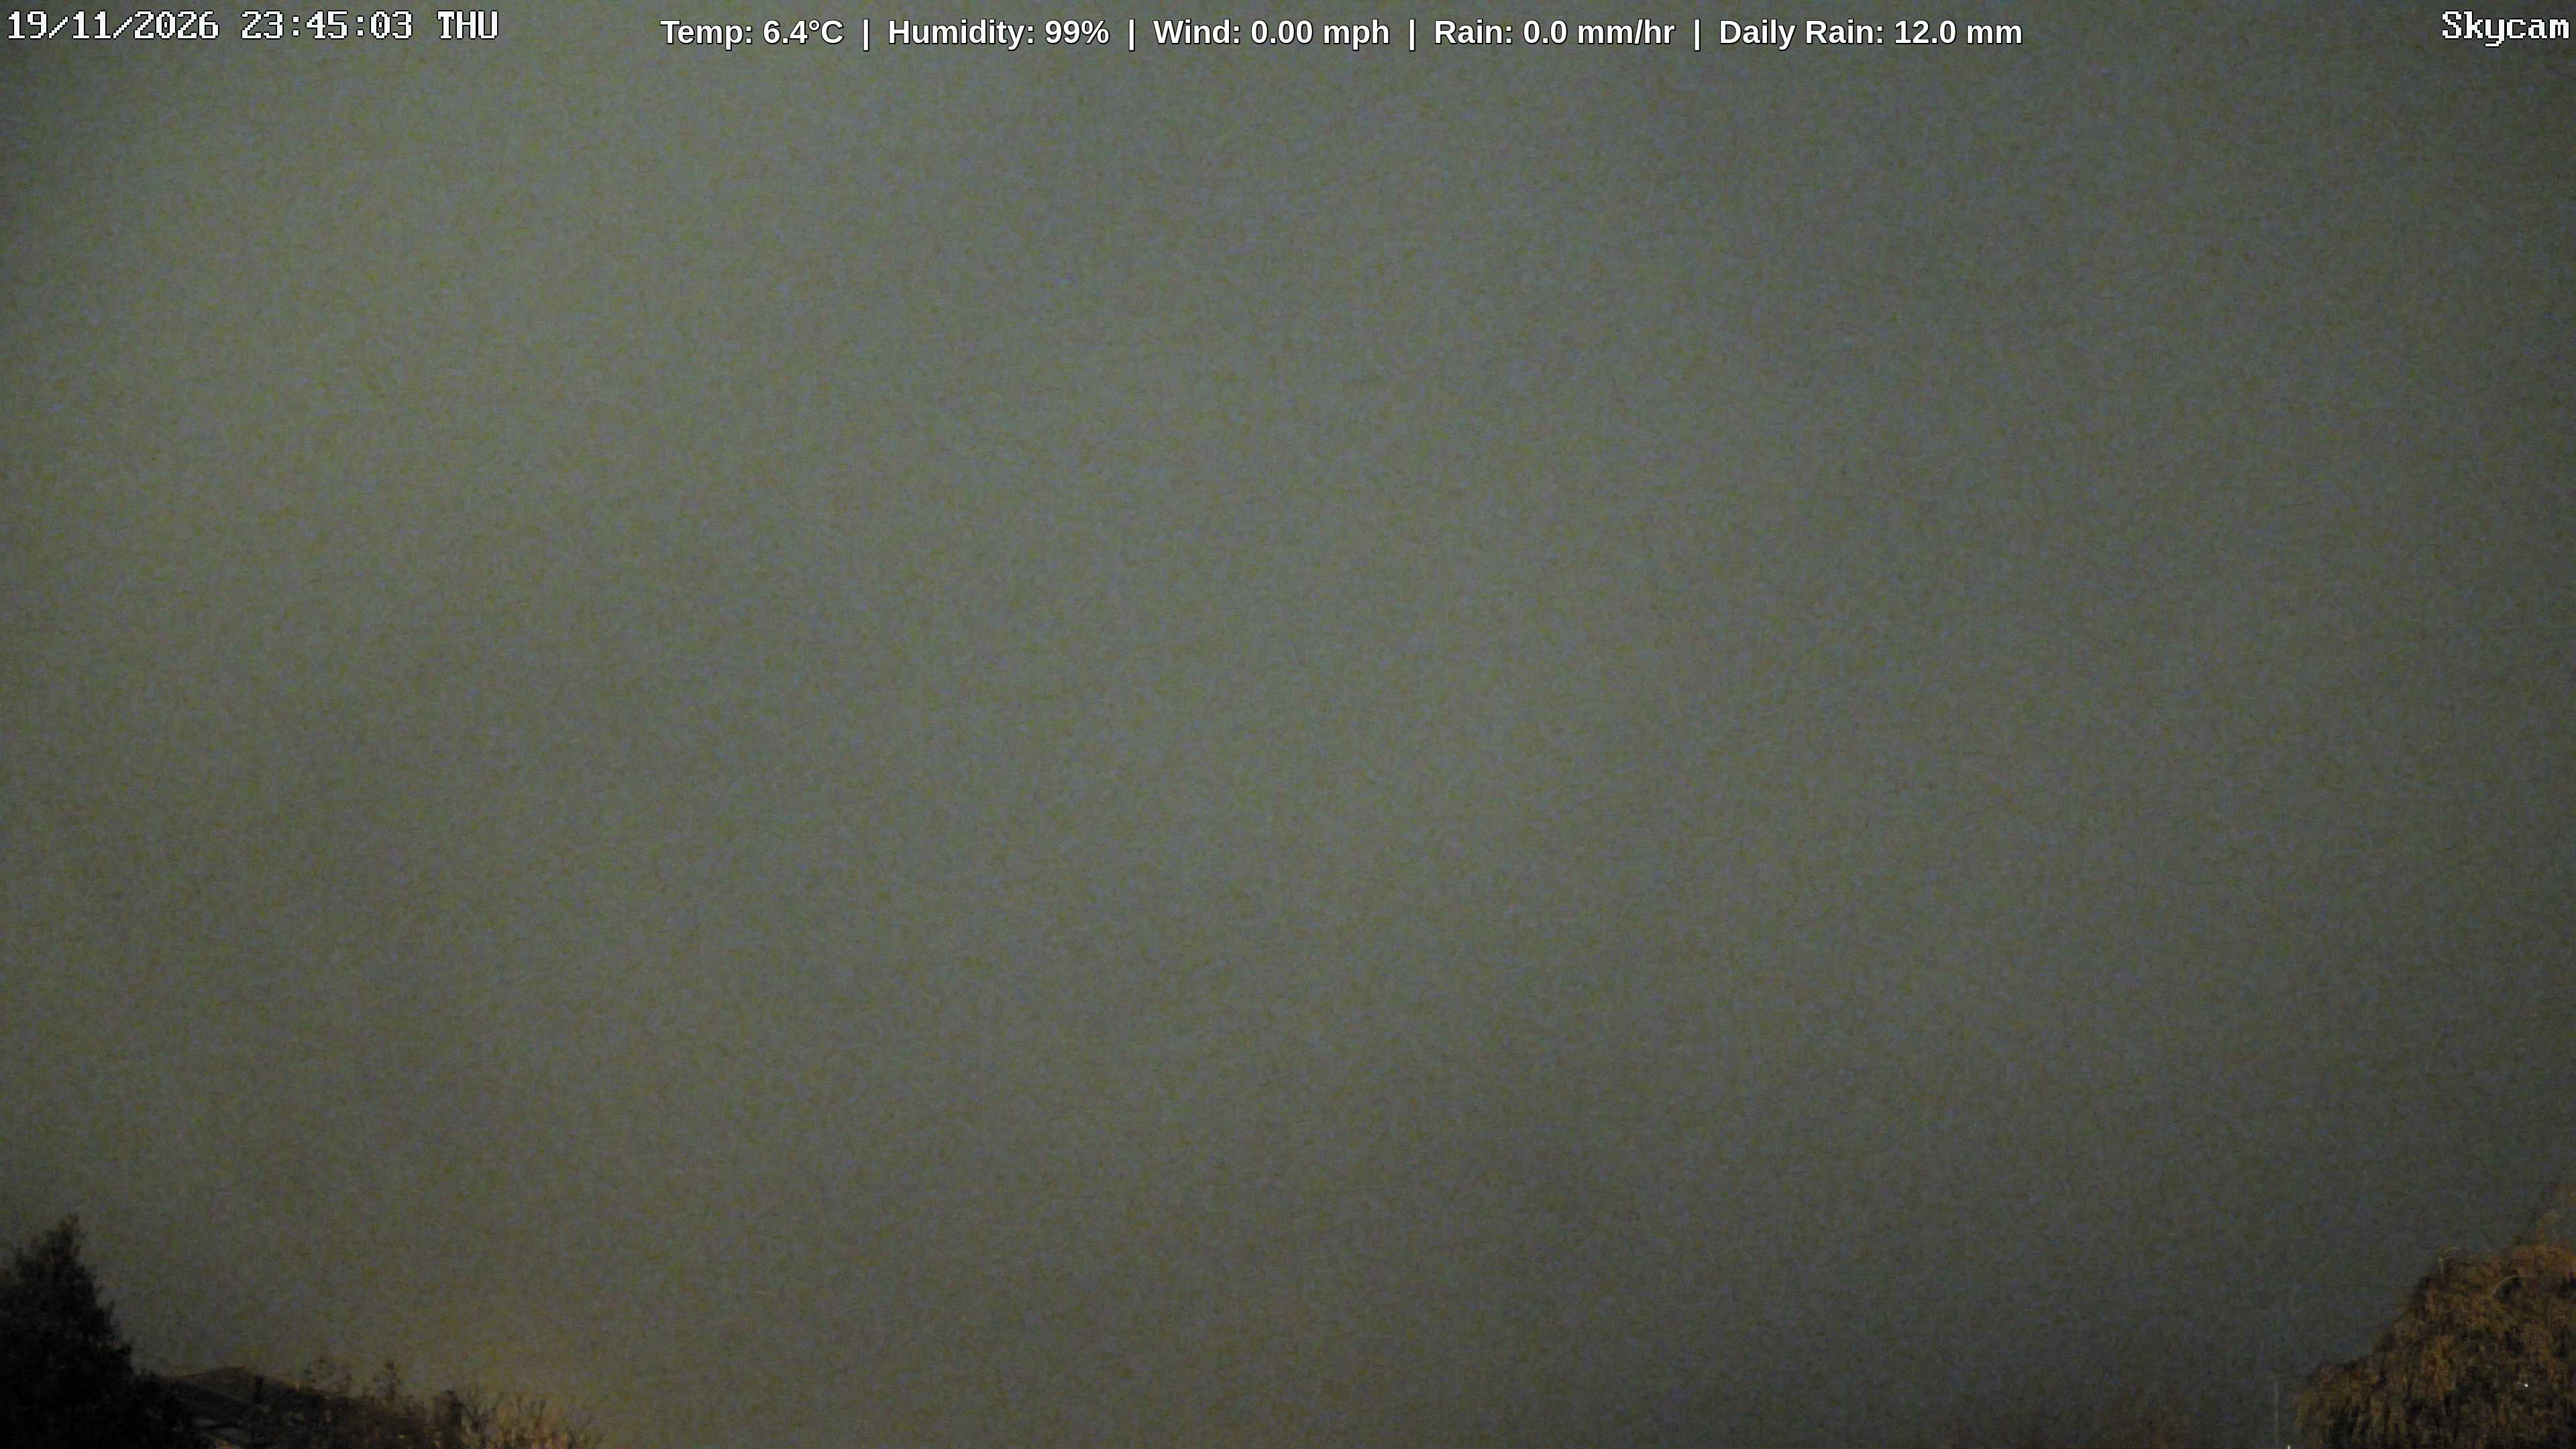 19/11/2026 23:45:03 THU
Temp: 6.4°C | Humidity: 99% | Wind: 0.00 mph | Rain: 0.0 mm/hr | Daily Rain: 12.0 mm
Skycam